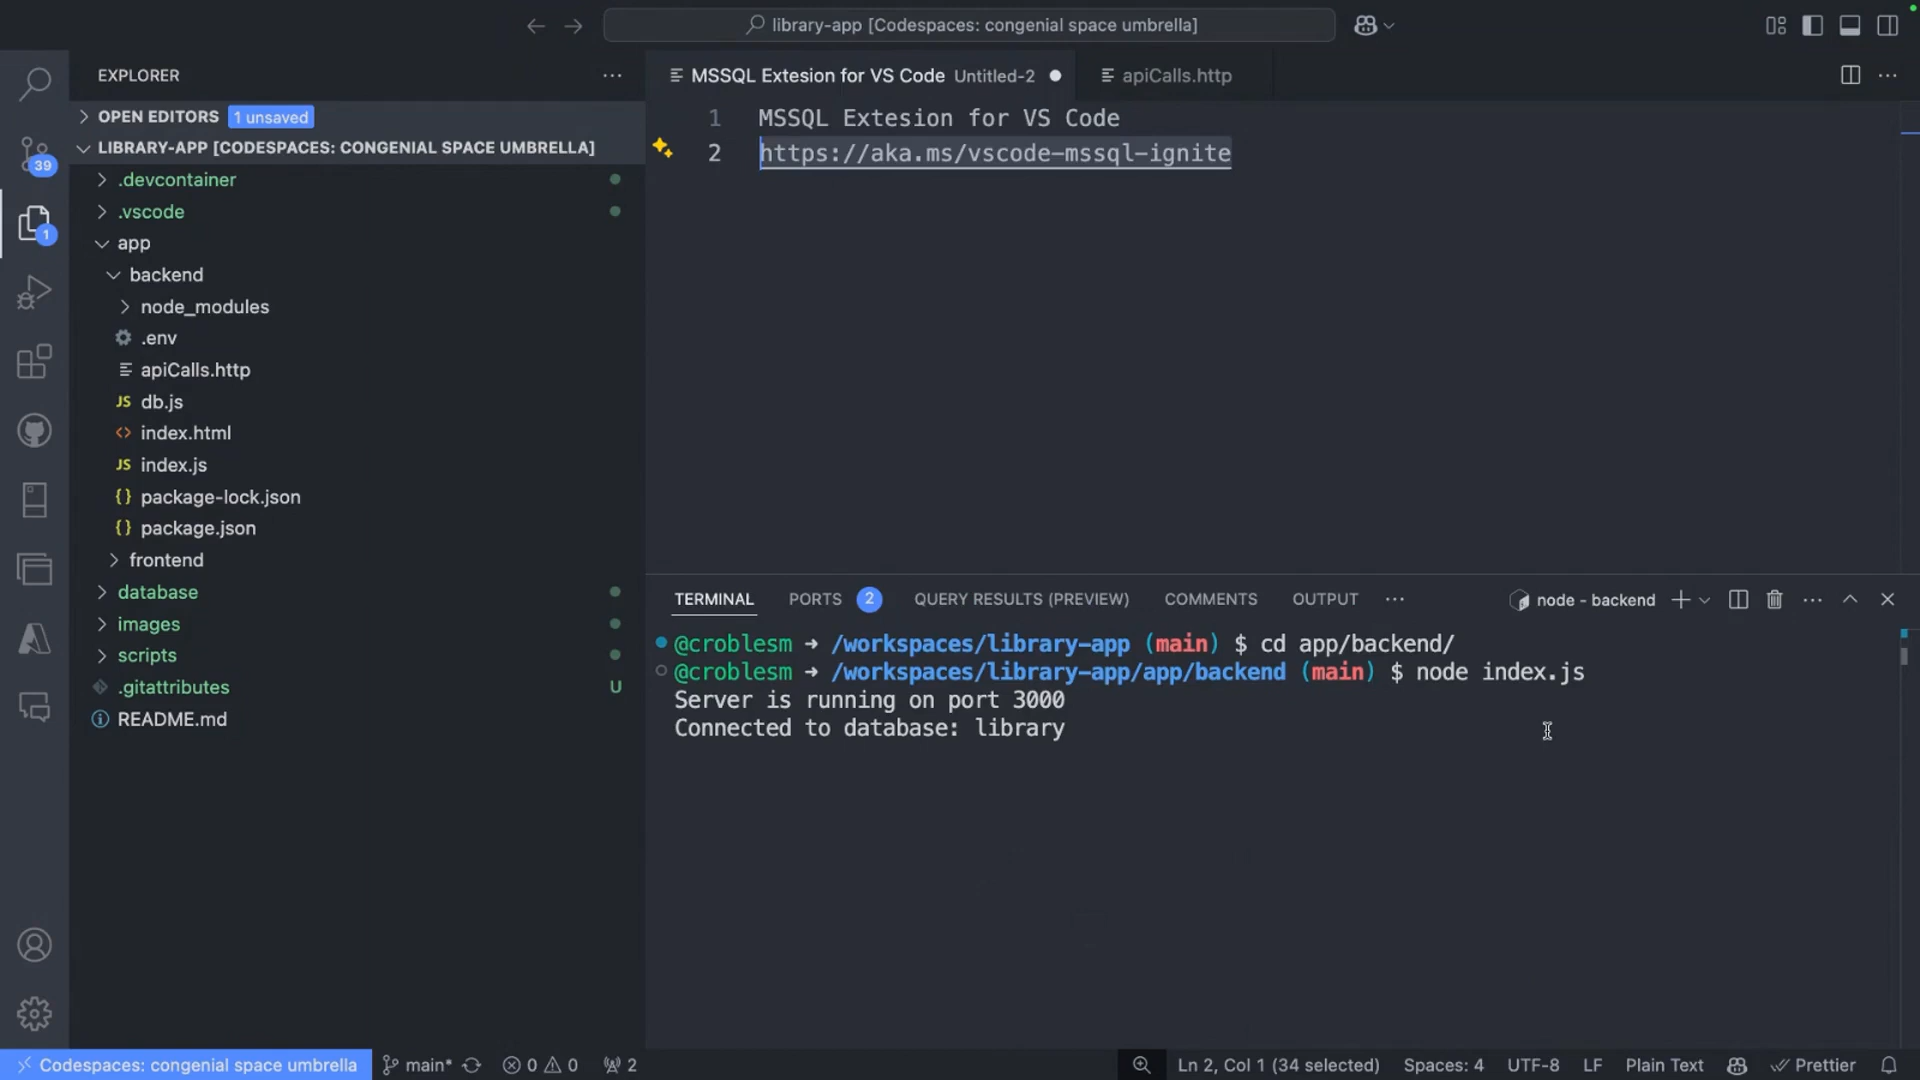 library-app [Codespaces: congenial space umbrella]
EXPLORER
OPEN EDITORS 1 unsaved
LIBRARY-APP [CODESPACES: CONGENIAL SPACE UMBRELLA]
.devcontainer
.vscode
app
backend
node_modules
.env
apiCalls.http
JS db.js
index.html
JS index.js
{} package-lock.json
{} package.json
frontend
database
images
scripts
.gitattributes U
README.md
39
1
MSSQL Extesion for VS Code Untitled-2
apiCalls.http
1 MSSQL Extesion for VS Code
2 https://aka.ms/vscode-mssql-ignite
TERMINAL PORTS 2 QUERY RESULTS (PREVIEW) COMMENTS OUTPUT ··· node - backend
@croblesm ➜ /workspaces/library-app (main) $ cd app/backend/
@croblesm ➜ /workspaces/library-app/app/backend (main) $ node index.js
Server is running on port 3000
Connected to database: library
Codespaces: congenial space umbrella main* 0 0 2 Ln 2, Col 1 (34 selected) Spaces: 4 UTF-8 LF Plain Text Prettier